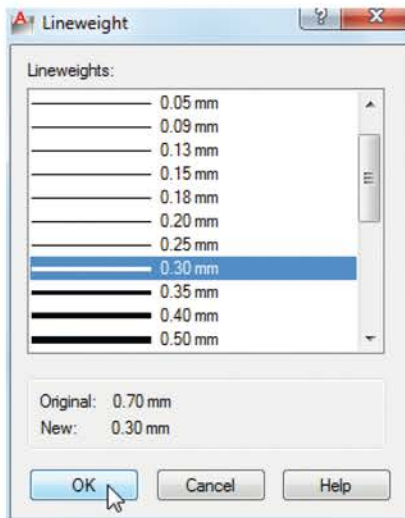 Lineweight
Lineweights:
0.05 mm
0.09 mm
0.13 mm
0.15 mm
0.18 mm
0.20 mm
0.25 mm
0.30 mm
0.35 mm
0.40 mm
0.50 mm
Original: 0.70 mm
New: 0.30 mm
OK Cancel Help